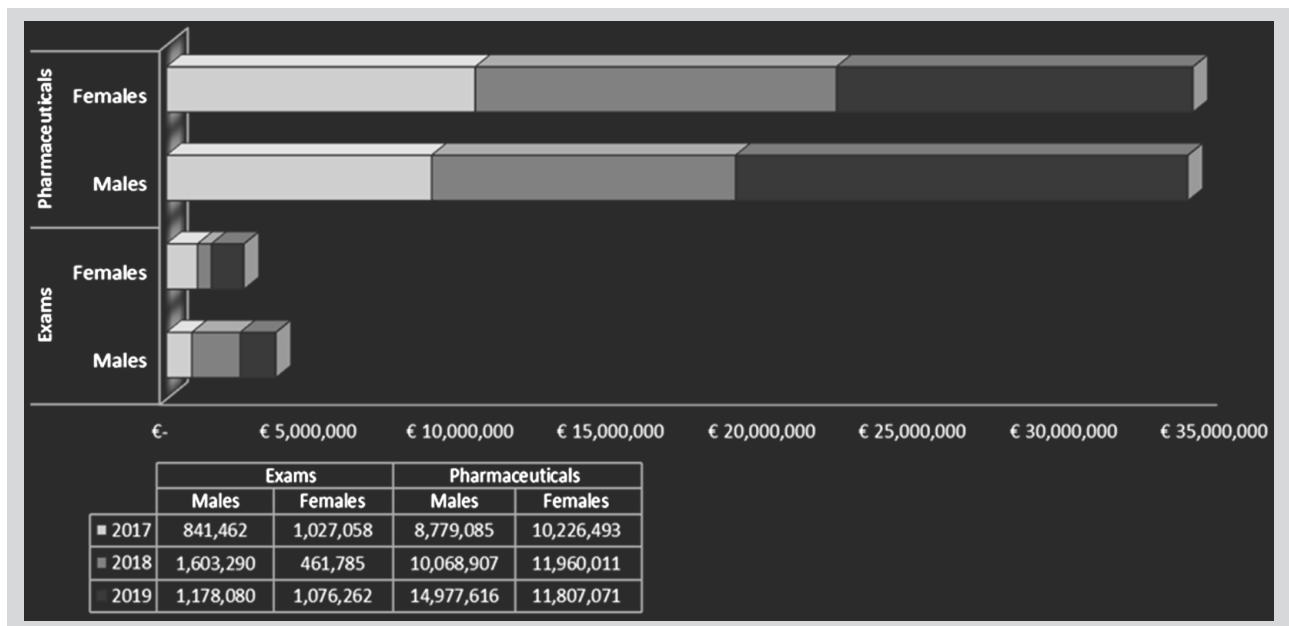 Pharmaceuticals
Females
Males
Exams
Females
Males
€- € 5,000,000 € 10,000,000 € 15,000,000 € 20,000,000 € 25,000,000 € 30,000,000 € 35,000,000
Exams Pharmaceuticals
Males Females Males Females
2017 841,462 1,027,058 8,779,085 10,226,493
2018 1,603,290 461,785 10,068,907 11,960,011
2019 1,178,080 1,076,262 14,977,616 11,807,071